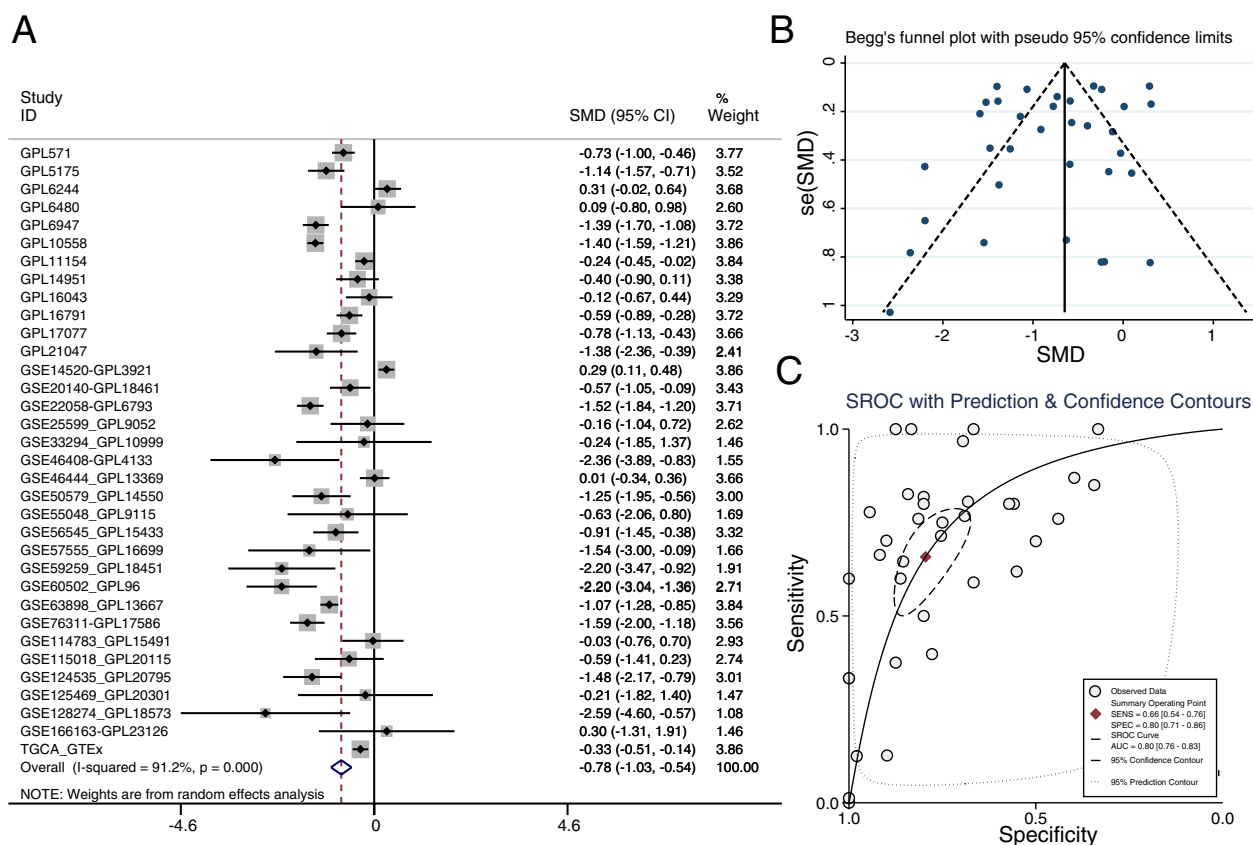 A
Study
ID
SMD (95% CI)
%
Weight
GPL571 -0.73 (-1.00, -0.46) 3.77
GPL5175 -1.14 (-1.57, -0.71) 3.52
GPL6244 0.31 (-0.02, 0.64) 3.68
GPL6480 0.09 (-0.80, 0.98) 2.60
GPL6947 -1.39 (-1.70, -1.08) 3.72
GPL10558 -1.40 (-1.59, -1.21) 3.86
GPL11154 -0.24 (-0.45, -0.02) 3.84
GPL14951 -0.40 (-0.90, 0.11) 3.38
GPL16043 -0.12 (-0.67, 0.44) 3.29
GPL16791 -0.59 (-0.89, -0.28) 3.72
GPL17077 -0.78 (-1.13, -0.43) 3.66
GPL21047 -1.38 (-2.36, -0.39) 2.41
GSE14520-GPL3921 0.29 (0.11, 0.48) 3.86
GSE20140-GPL18461 -0.57 (-1.05, -0.09) 3.43
GSE22058-GPL6793 -1.52 (-1.84, -1.20) 3.71
GSE25599_GPL9052 -0.16 (-1.04, 0.72) 2.62
GSE33294_GPL10999 -0.24 (-1.85, 1.37) 1.46
GSE46408-GPL4133 -2.36 (-3.89, -0.83) 1.55
GSE46444_GPL13369 0.01 (-0.34, 0.36) 3.66
GSE50579_GPL14550 -1.25 (-1.95, -0.56) 3.00
GSE55048_GPL9115 -0.63 (-2.06, 0.80) 1.69
GSE56545_GPL15433 -0.91 (-1.45, -0.38) 3.32
GSE57555_GPL16699 -1.54 (-3.00, -0.09) 1.66
GSE59259_GPL18451 -2.20 (-3.47, -0.92) 1.91
GSE60502_GPL96 -2.20 (-3.04, -1.36) 2.71
GSE63898_GPL13667 -1.07 (-1.28, -0.85) 3.84
GSE76311-GPL17586 -1.59 (-2.00, -1.18) 3.56
GSE114783_GPL15491 -0.03 (-0.76, 0.70) 2.93
GSE115018_GPL20115 -0.59 (-1.41, 0.23) 2.74
GSE124535_GPL20795 -1.48 (-2.17, -0.79) 3.01
GSE125469_GPL20301 -0.21 (-1.82, 1.40) 1.47
GSE128274_GPL18573 -2.59 (-4.60, -0.57) 1.08
GSE166163-GPL23126 0.30 (-1.31, 1.91) 1.46
TGCA_GTEx -0.33 (-0.51, -0.14) 3.86
Overall (I-squared = 91.2%, p = 0.000) -0.78 (-1.03, -0.54) 100.00
NOTE: Weights are from random effects analysis
-4.6 0 4.6
B
Begg's funnel plot with pseudo 95% confidence limits
se(SMD)
0
.2
.4
.6
.8
1
-3 -2 -1 0 1
SMD
C
SROC with Prediction & Confidence Contours
Sensitivity
1.0
0.5
0.0
Observed Data
Summary Operating Point
SENS = 0.66 [0.54 - 0.76]
SPEC = 0.80 [0.71 - 0.86]
SROC Curve
AUC = 0.80 [0.76 - 0.83]
95% Confidence Contour
95% Prediction Contour
1.0 0.5 0.0
Specificity